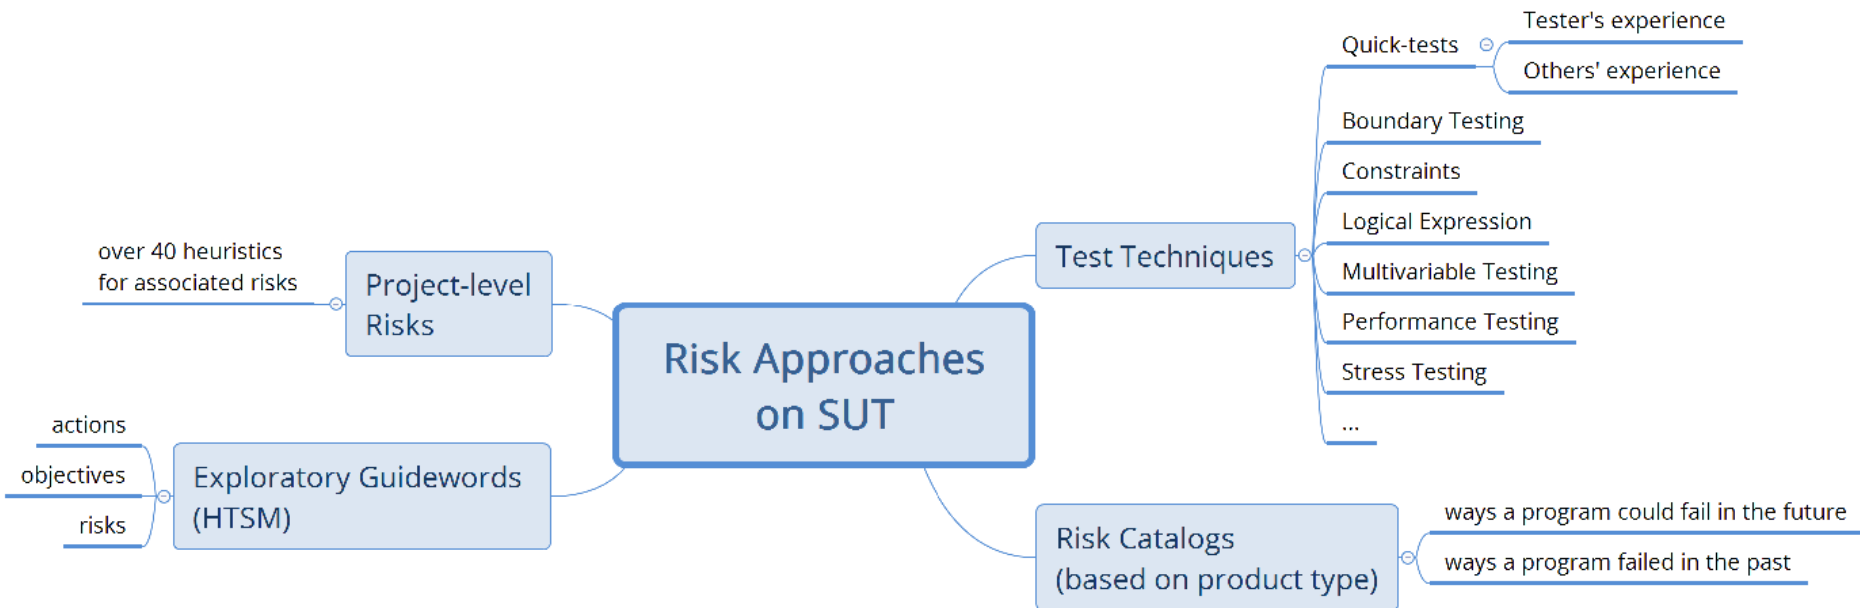 Risk Approaches
on SUT
Test Techniques
Quick-tests
Tester's experience
Others' experience
Boundary Testing
Constraints
Logical Expression
Multivariable Testing
Performance Testing
Stress Testing
...
Risk Catalogs
(based on product type)
ways a program could fail in the future
ways a program failed in the past
Project-level
Risks
over 40 heuristics
for associated risks
Exploratory Guidewords
(HTSM)
actions
objectives
risks